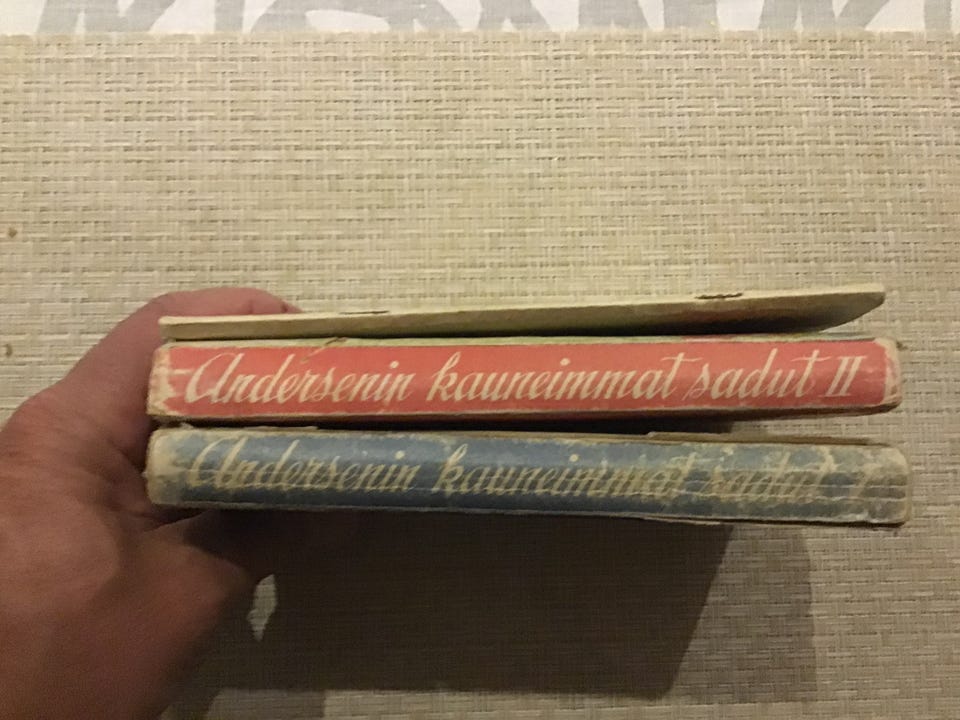 Andersenin kauneimmat sadut II
Andersenin kauneimmat sadut I